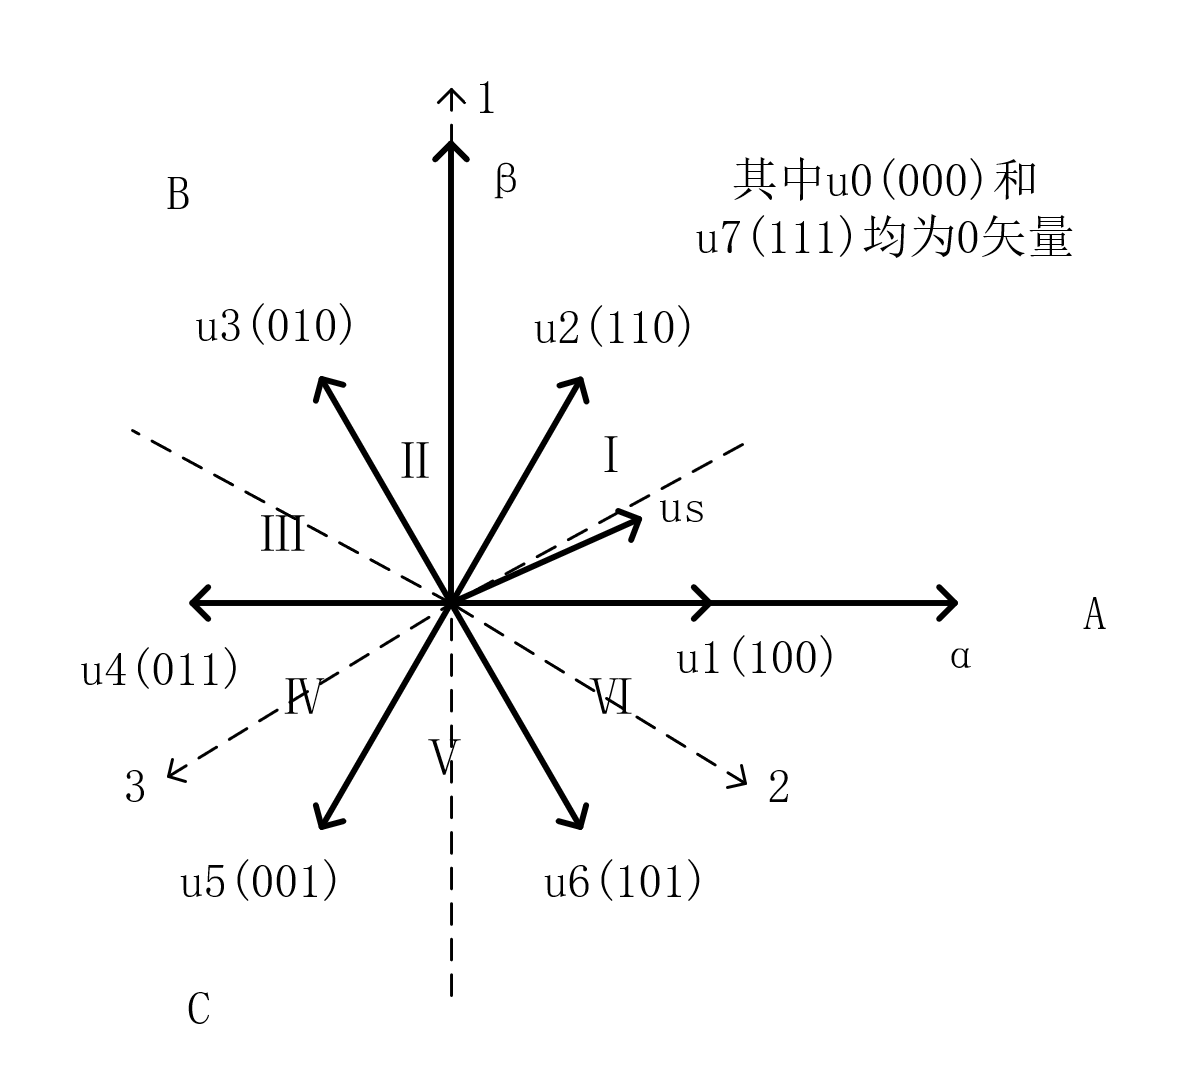 1
β
B
其中u0(000)和
u7(111)均为0矢量
u3(010)
u2(110)
Ⅱ
Ⅰ
us
Ⅲ
A
u4(011)
u1(100)
α
Ⅳ
Ⅵ
Ⅴ
3
2
u5(001)
u6(101)
C